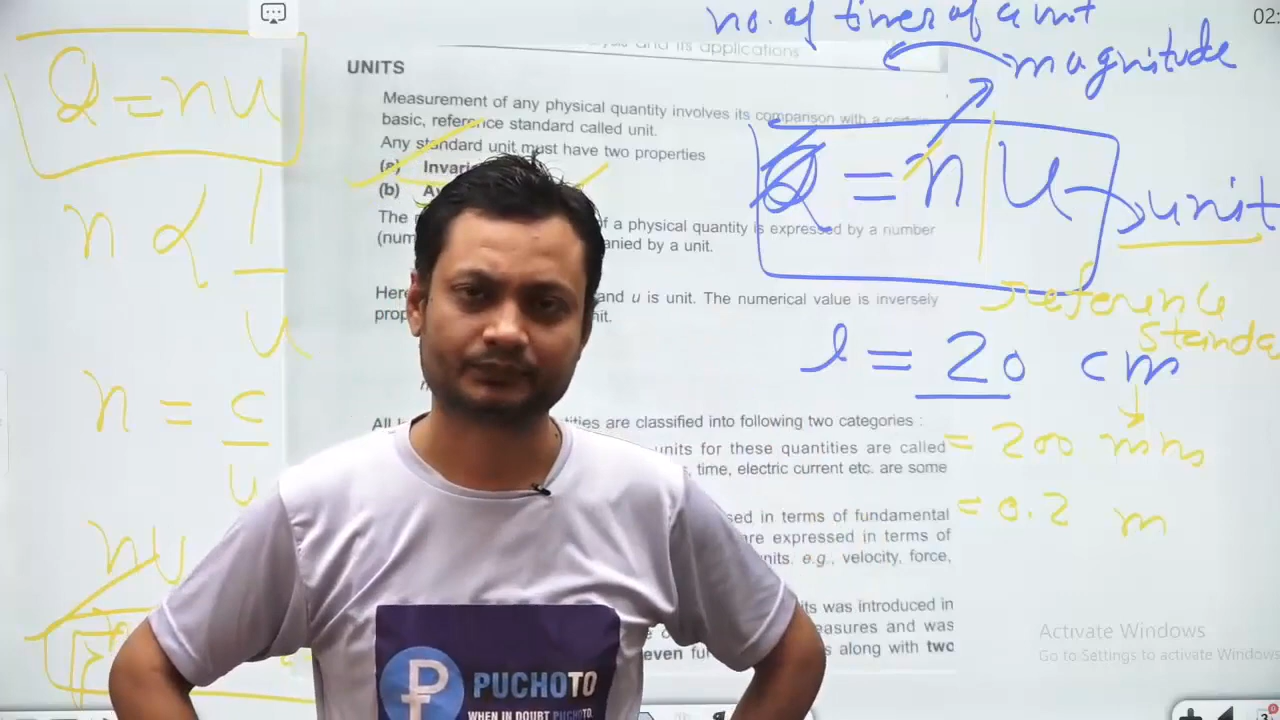 no. of times of a unit
magnitude
02:
Q = nu
Q = n u
unit
reference
standa
n ∝ 1
u
n = c
u
l = 20 cm
= 200 mm
= 0.2 m
nu
and its applications
UNITS
Measurement of any physical quantity involves its comparison with a
basic, reference standard called unit.
Any standard unit must have two properties
(a)
(b)
The of a physical quantity is expressed by a number
(num anied by a unit.
Here and u is unit. The numerical value is inversely
prop nit.
All tities are classified into following two categories :
units for these quantities are called
s, time, electric current etc. are some
sed in terms of fundamental
are expressed in terms of
nits. e.g., velocity, force,
its was introduced in
easures and was
even fu s along with two
PUCHOTO
WHEN IN DOUBT PUCHOTO.
Activate Windows
Go to Settings to activate Windows